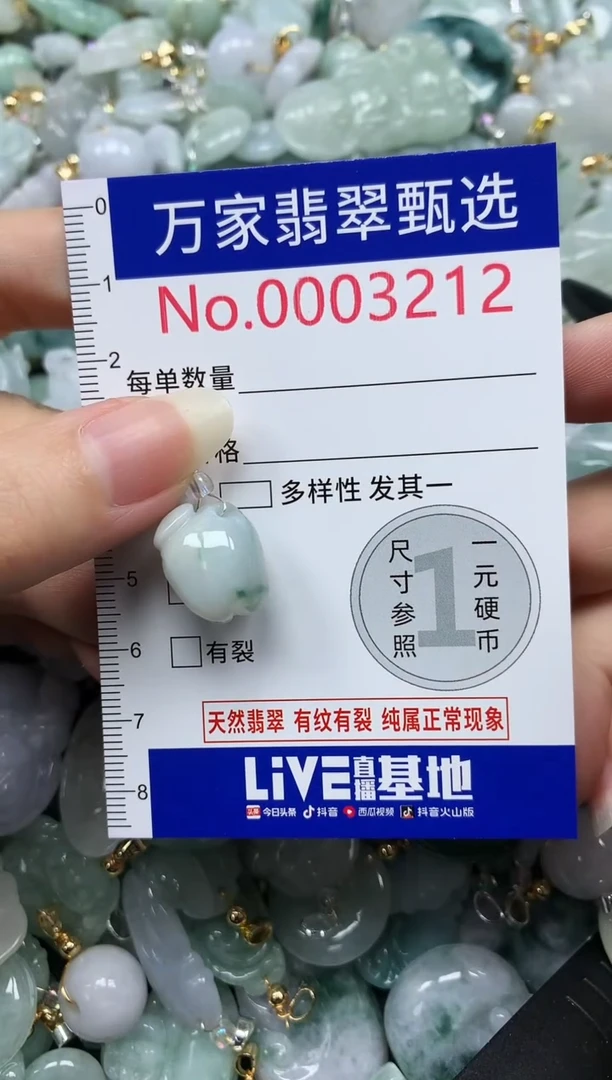 万家翡翠甄选
No.0003212
0
1
2
每单数量
格
多样性 发其一
尺寸参照
1
一元硬币
5
6
有裂
7
天然翡翠 有纹有裂 纯属正常现象
8
LiVE直播基地
头条 今日头条 抖音 西瓜视频 抖音火山版